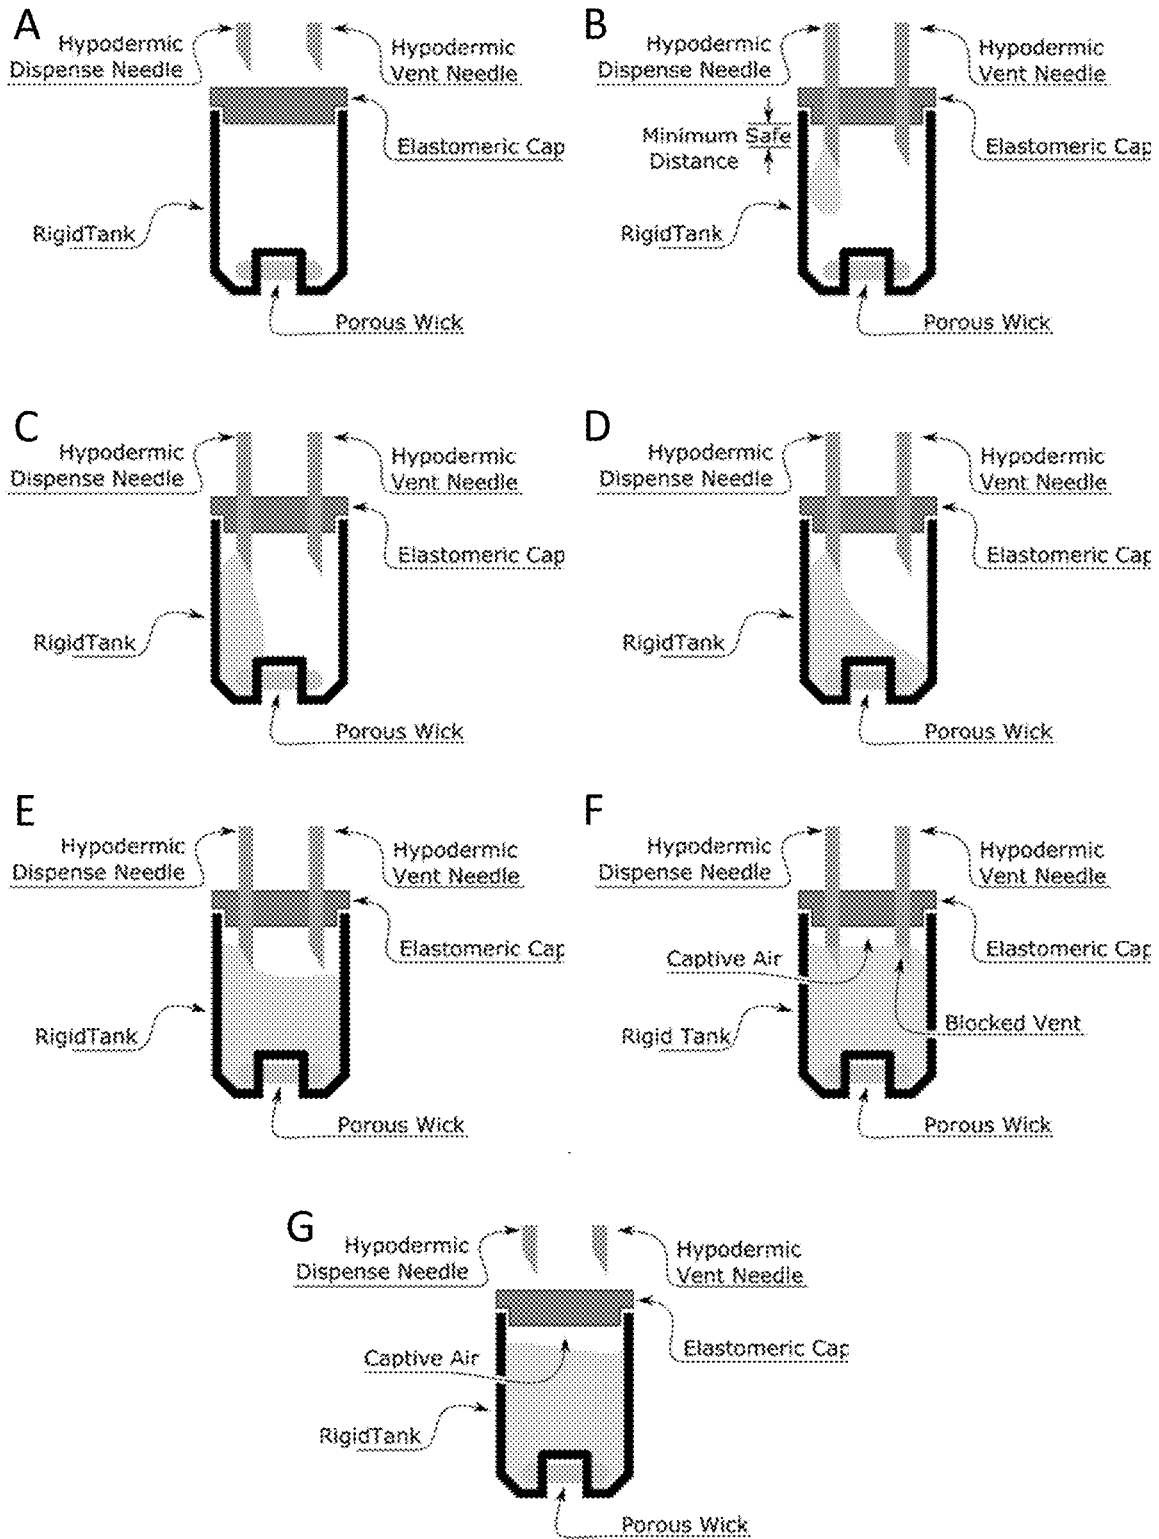 A
Hypodermic
Dispense Needle
Hypodermic
Vent Needle
Elastomeric Cap
RigidTank
Porous Wick
B
Hypodermic
Dispense Needle
Hypodermic
Vent Needle
Minimum Safe
Distance
Elastomeric Cap
RigidTank
Porous Wick
C
Hypodermic
Dispense Needle
Hypodermic
Vent Needle
Elastomeric Cap
RigidTank
Porous Wick
D
Hypodermic
Dispense Needle
Hypodermic
Vent Needle
Elastomeric Cap
RigidTank
Porous Wick
E
Hypodermic
Dispense Needle
Hypodermic
Vent Needle
Elastomeric Cap
RigidTank
Porous Wick
F
Hypodermic
Dispense Needle
Hypodermic
Vent Needle
Elastomeric Cap
Captive Air
Blocked Vent
Rigid Tank
Porous Wick
G
Hypodermic
Dispense Needle
Hypodermic
Vent Needle
Elastomeric Cap
Captive Air
RigidTank
Porous Wick